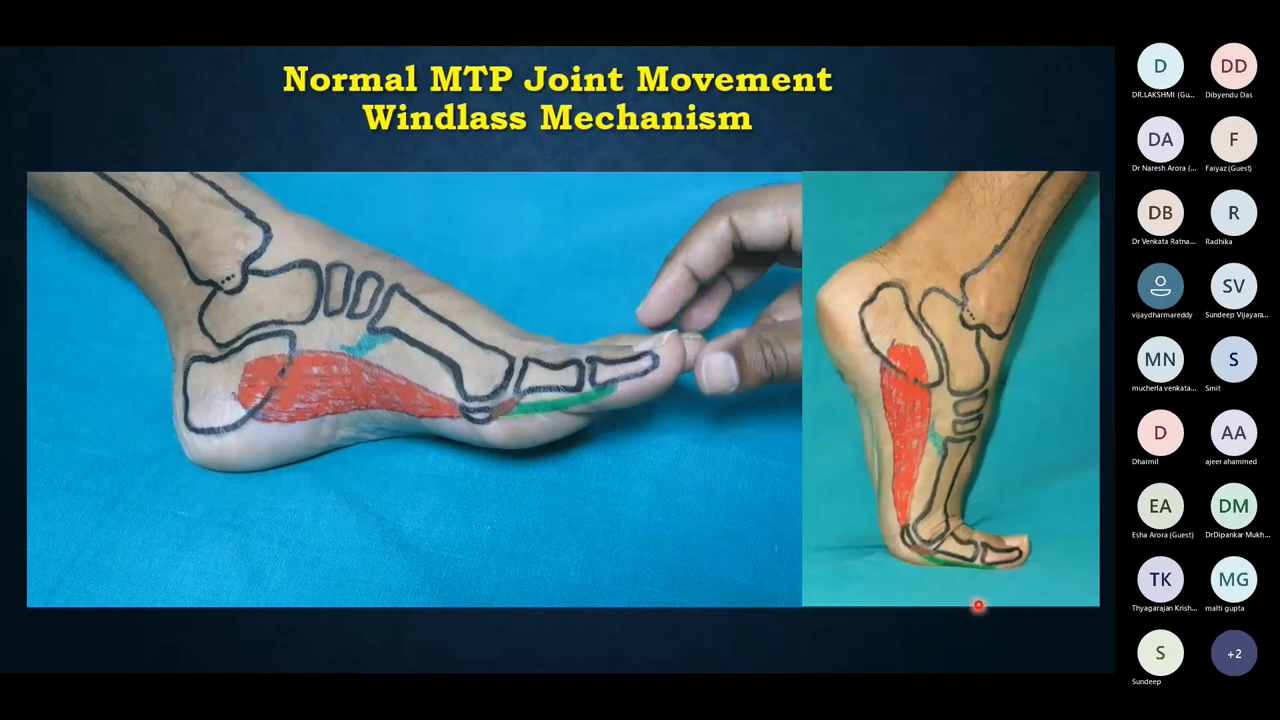 Normal MTP Joint Movement
Windlass Mechanism
D
DD
DR.LAKSHMI (Gu...
Dibyendu Das
DA
F
Dr Naresh Arora (...
Faiyaz (Guest)
DB
R
Dr Venkata Ratna...
Radhika
SV
vijaydharmareddy
Sundeep Vijayara...
MN
S
mucherla venkata...
Smit
D
AA
Dharmil
ajeer ahammed
EA
DM
Esha Arora (Guest)
DrDipankar Mukh...
TK
MG
Thyagarajan Krish...
malti gupta
S
+2
Sundeep